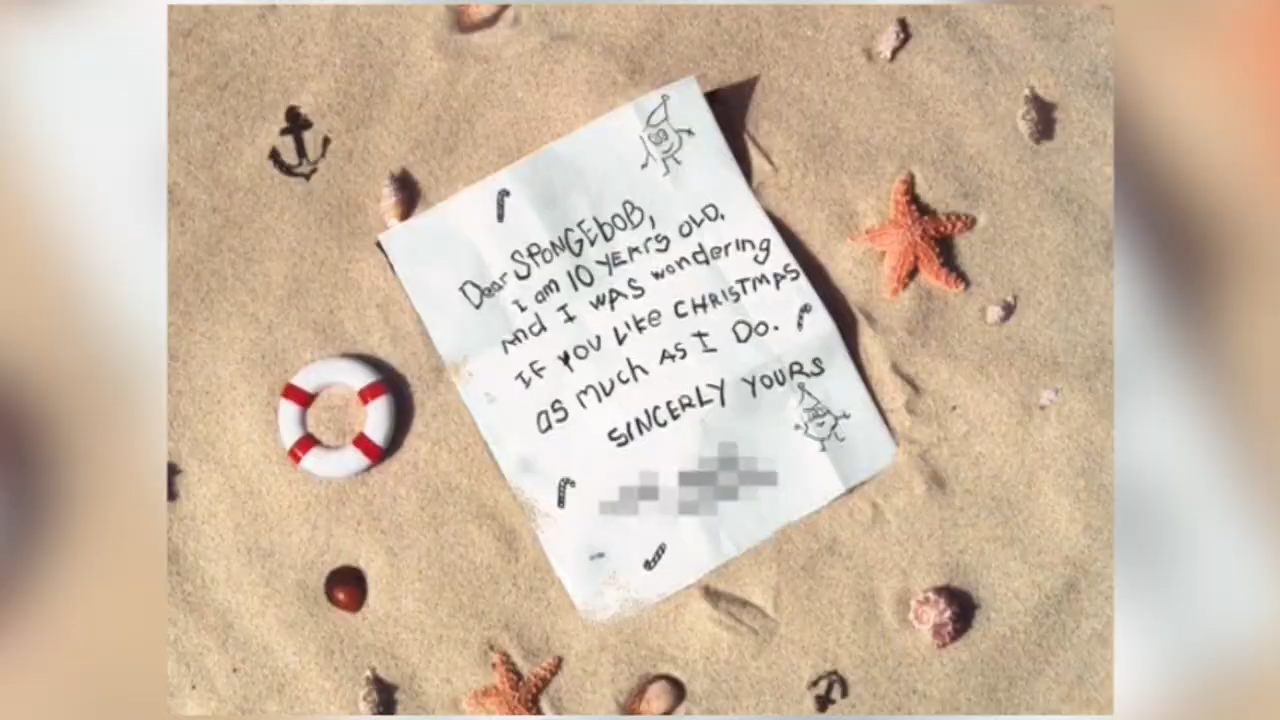 Dear SPONGEbOB,
I am 10 YEArS OLD,
And I WAS wondering
IF YOU LIKe CHRISTMAS
as much AS I Do.
SINCERLY YOURS